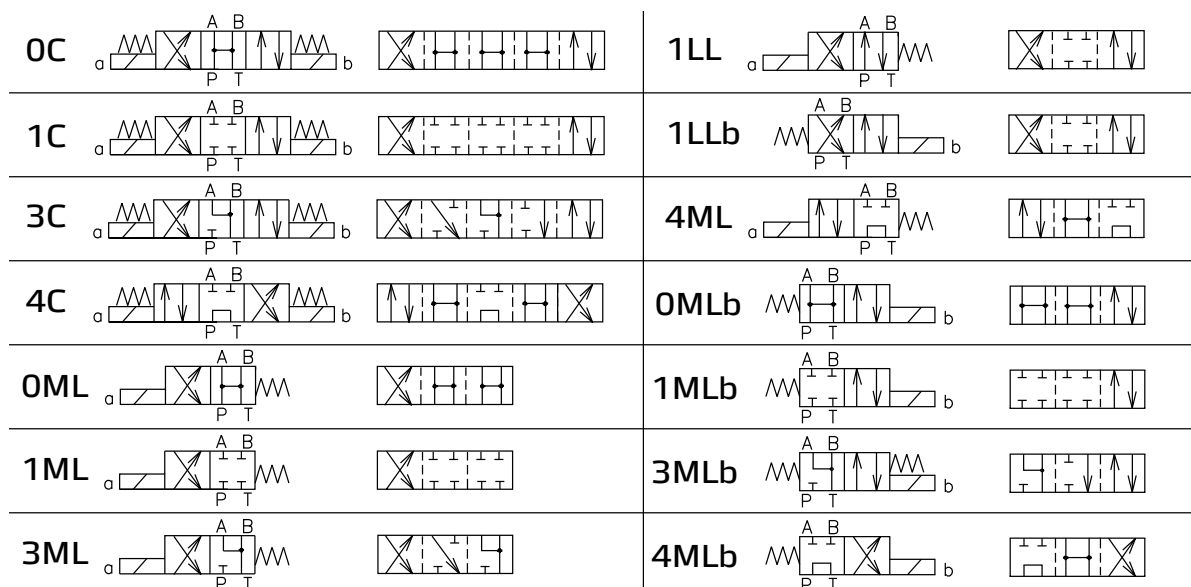 A B
0C a b
P T
A B
1C a b
P T
A B
3C a b
P T
A B
4C a b
P T
A B
0ML a
P T
A B
1ML a
P T
A B
3ML a
P T
A B
1LL a
P T
A B
1LLb b
P T
A B
4ML a
P T
A B
0MLb b
P T
A B
1MLb b
P T
A B
3MLb b
P T
A B
4MLb b
P T